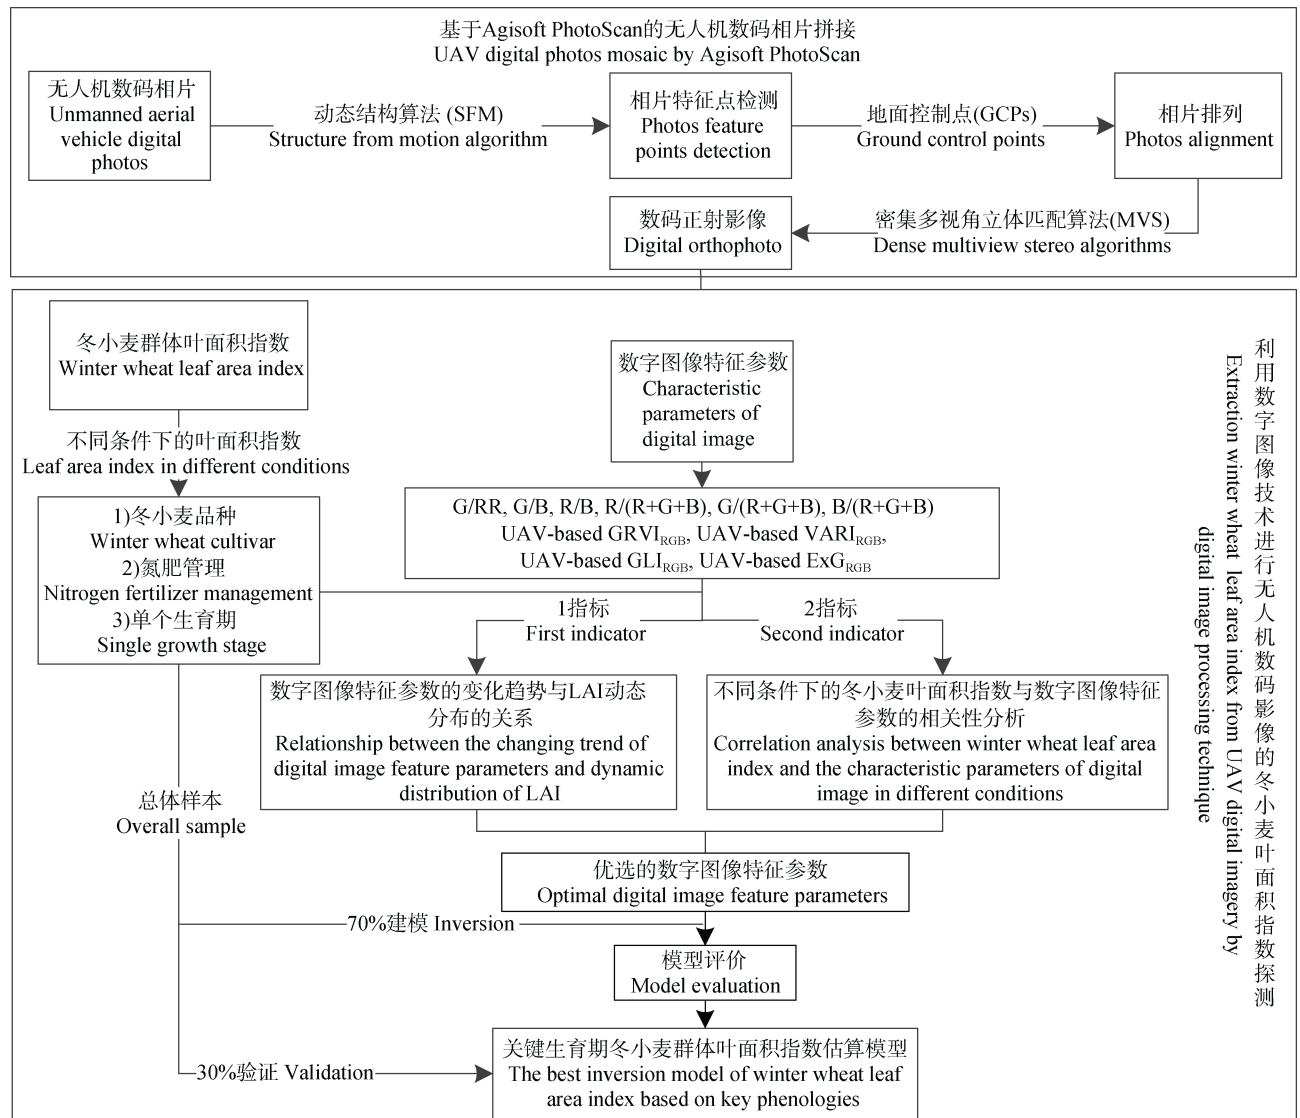 基于Agisoft PhotoScan的无人机数码相片拼接
UAV digital photos mosaic by Agisoft PhotoScan
无人机数码相片
Unmanned aerial
vehicle digital
photos
动态结构算法 (SFM)
Structure from motion algorithm
相片特征点检测
Photos feature
points detection
地面控制点(GCPs)
Ground control points
相片排列
Photos alignment
数码正射影像
Digital orthophoto
密集多视角立体匹配算法(MVS)
Dense multiview stereo algorithms
冬小麦群体叶面积指数
Winter wheat leaf area index
不同条件下的叶面积指数
Leaf area index in different conditions
1)冬小麦品种
Winter wheat cultivar
2)氮肥管理
Nitrogen fertilizer management
3)单个生育期
Single growth stage
数字图像特征参数
Characteristic
parameters of
digital image
G/RR, G/B, R/B, R/(R+G+B), G/(R+G+B), B/(R+G+B)
UAV-based GRVIRGB, UAV-based VARIRGB,
UAV-based GLIRGB, UAV-based ExGRGB
1指标
First indicator
2指标
Second indicator
数字图像特征参数的变化趋势与LAI动态
分布的关系
Relationship between the changing trend of
digital image feature parameters and dynamic
distribution of LAI
不同条件下的冬小麦叶面积指数与数字图像特征
参数的相关性分析
Correlation analysis between winter wheat leaf area
index and the characteristic parameters of digital
image in different conditions
总体样本
Overall sample
优选的数字图像特征参数
Optimal digital image feature parameters
70%建模 Inversion
模型评价
Model evaluation
30%验证 Validation
关键生育期冬小麦群体叶面积指数估算模型
The best inversion model of winter wheat leaf
area index based on key phenologies
利用数字图像技术进行无人机数码影像的冬小麦叶面积指数探测
Extraction winter wheat leaf area index from UAV digital imagery by
digital image processing technique